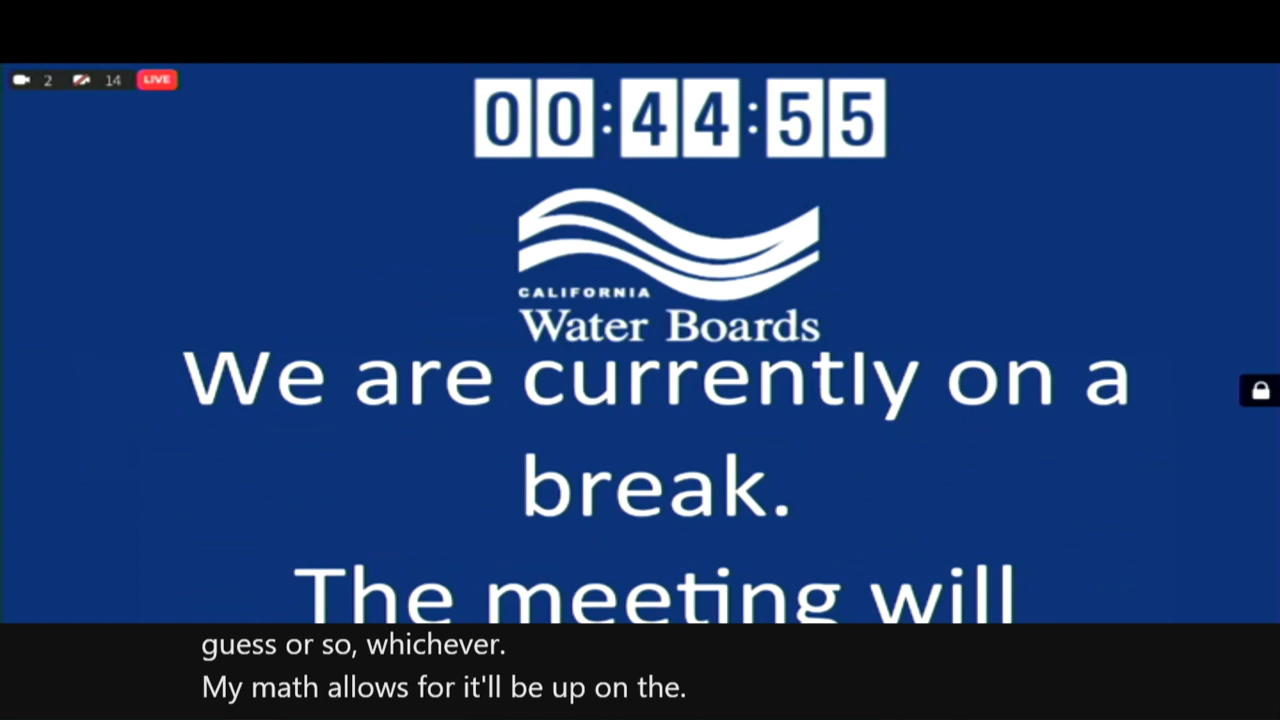 2 14 LIVE
00:44:55
CALIFORNIA
Water Boards
We are currently on a
break.
The meeting will
guess or so, whichever.
My math allows for it'll be up on the.